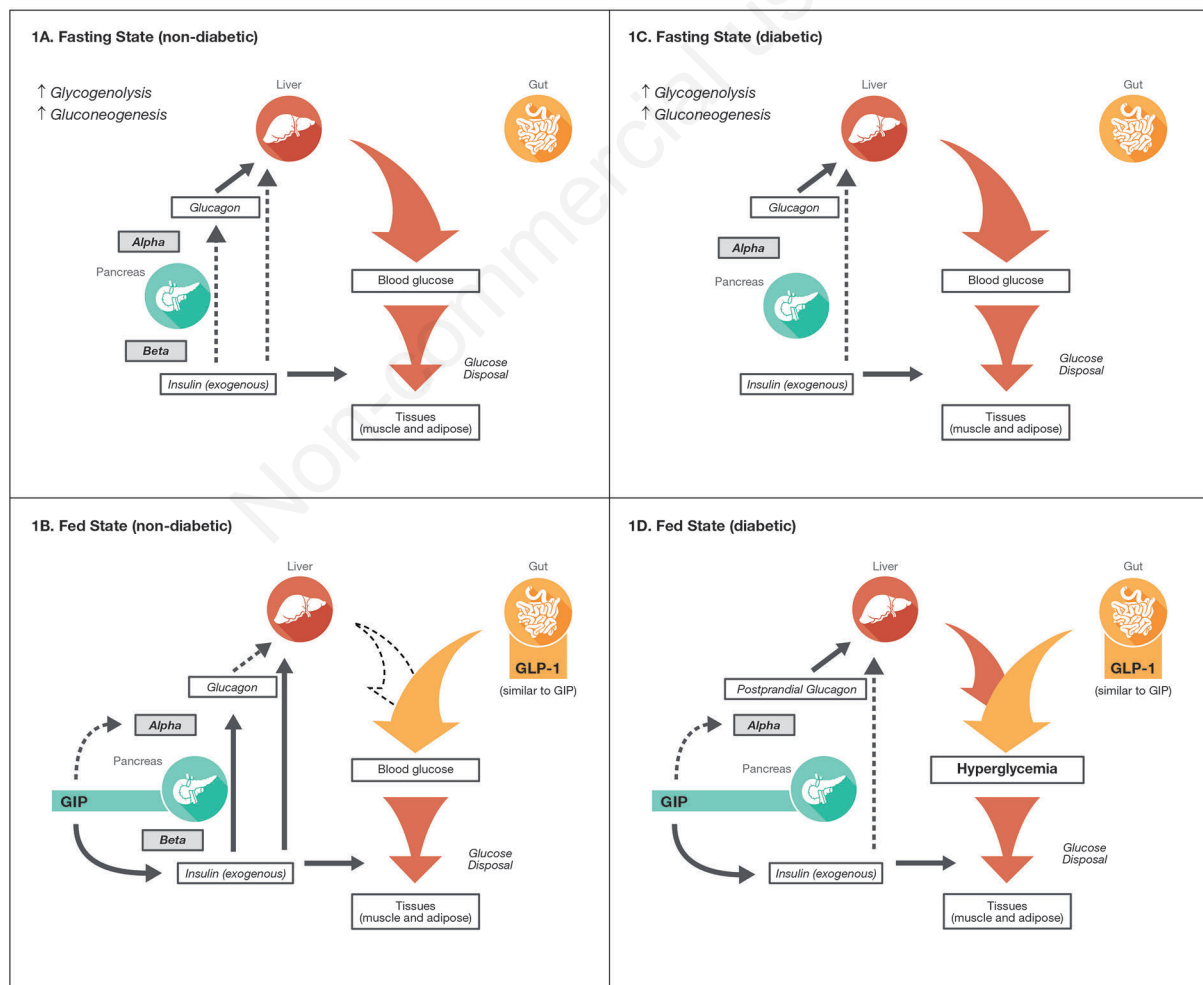 1A. Fasting State (non-diabetic)
↑ Glycogenolysis
↑ Gluconeogenesis
Liver
Gut
Glucagon
Alpha
Pancreas
Beta
Insulin (exogenous)
Blood glucose
Glucose
Disposal
Tissues
(muscle and adipose)
1C. Fasting State (diabetic)
↑ Glycogenolysis
↑ Gluconeogenesis
Liver
Gut
Glucagon
Alpha
Pancreas
Insulin (exogenous)
Blood glucose
Glucose
Disposal
Tissues
(muscle and adipose)
1B. Fed State (non-diabetic)
Liver
Gut
GLP-1
(similar to GIP)
Glucagon
Alpha
Pancreas
GIP
Beta
Insulin (exogenous)
Blood glucose
Glucose
Disposal
Tissues
(muscle and adipose)
1D. Fed State (diabetic)
Liver
Gut
GLP-1
(similar to GIP)
Postprandial Glucagon
Alpha
Pancreas
GIP
Insulin (exogenous)
Hyperglycemia
Glucose
Disposal
Tissues
(muscle and adipose)
Non-commercial us